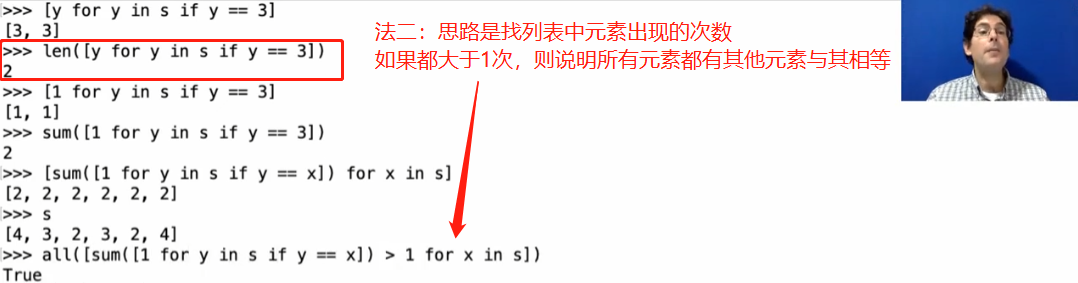 >>> [y for y in s if y == 3]
[3, 3]
>>> len([y for y in s if y == 3])
2
>>> [1 for y in s if y == 3]
[1, 1]
>>> sum([1 for y in s if y == 3])
2
>>> [sum([1 for y in s if y == x]) for x in s]
[2, 2, 2, 2, 2, 2]
>>> s
[4, 3, 2, 3, 2, 4]
>>> all([sum([1 for y in s if y == x]) > 1 for x in s])
True
法二：思路是找列表中元素出现的次数
如果都大于1次，则说明所有元素都有其他元素与其相等